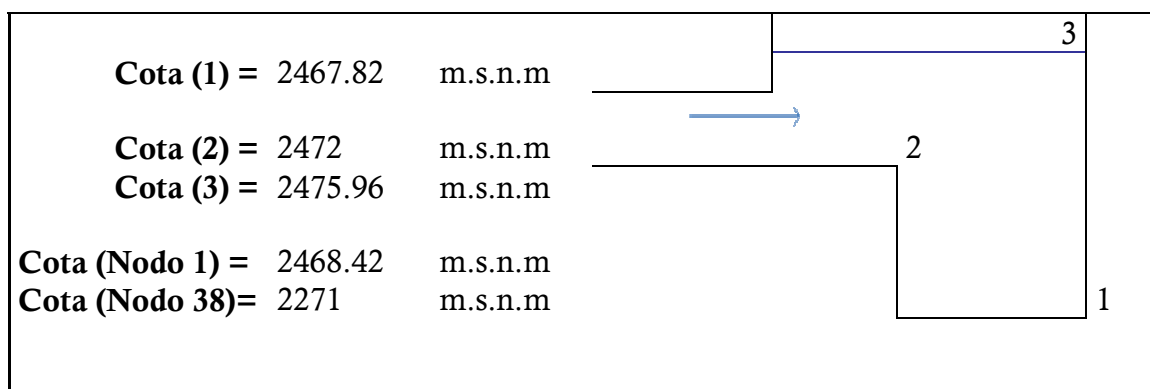 3
Cota (1) = 2467.82 m.s.n.m
Cota (2) = 2472 m.s.n.m 2
Cota (3) = 2475.96 m.s.n.m
Cota (Nodo 1) = 2468.42 m.s.n.m
Cota (Nodo 38)= 2271 m.s.n.m 1